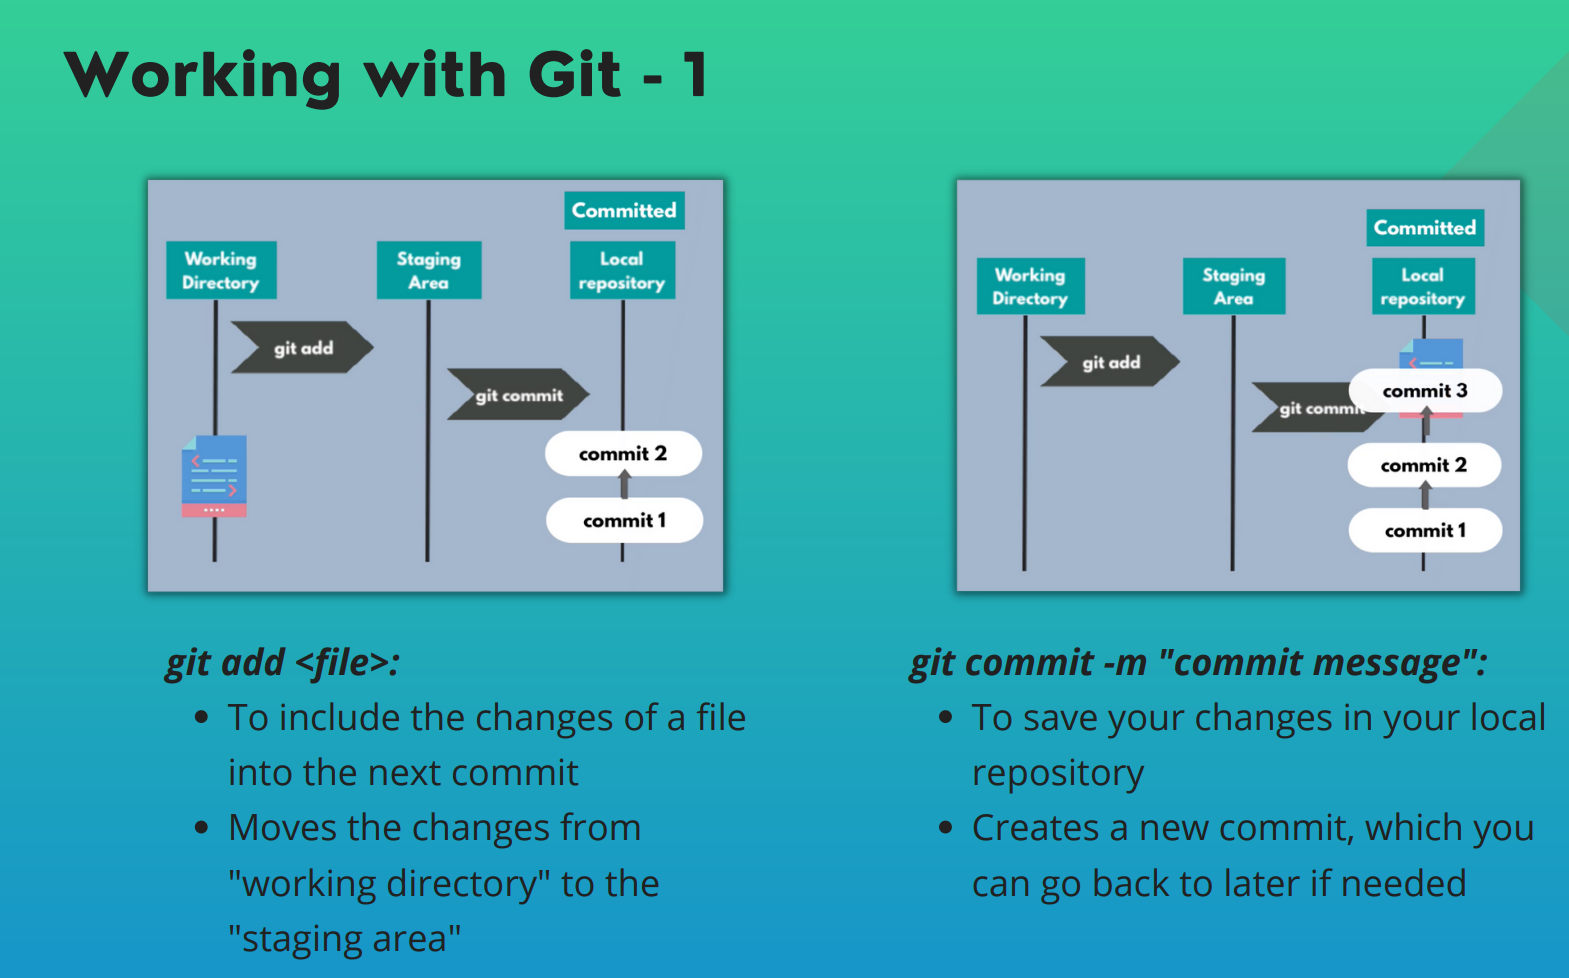 Working with Git - 1
Committed
Working
Directory
Staging
Area
Local
repository
git add
git commit
commit 2
commit 1
Committed
Working
Directory
Staging
Area
Local
repository
git add
git commit
commit 3
commit 2
commit 1
git add <file>:
• To include the changes of a file
into the next commit
• Moves the changes from
"working directory" to the
"staging area"
git commit -m "commit message":
• To save your changes in your local
repository
• Creates a new commit, which you
can go back to later if needed